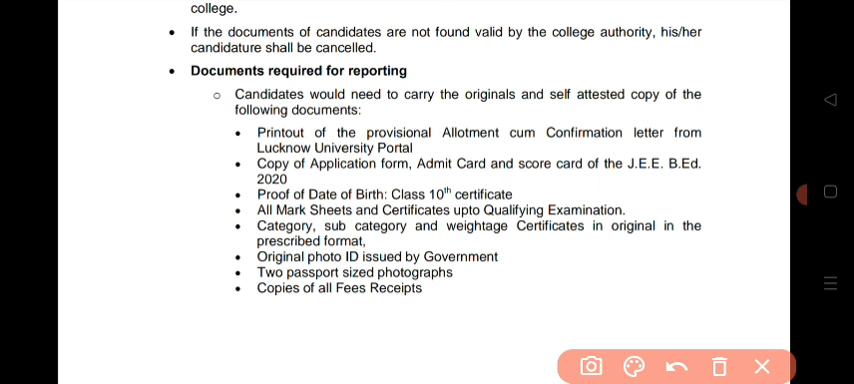 college.
• If the documents of candidates are not found valid by the college authority, his/her
candidature shall be cancelled.
• Documents required for reporting
o Candidates would need to carry the originals and self attested copy of the
following documents:
• Printout of the provisional Allotment cum Confirmation letter from
Lucknow University Portal
• Copy of Application form, Admit Card and score card of the J.E.E. B.Ed.
2020
• Proof of Date of Birth: Class 10th certificate
• All Mark Sheets and Certificates upto Qualifying Examination.
• Category, sub category and weightage Certificates in original in the
prescribed format,
• Original photo ID issued by Government
• Two passport sized photographs
• Copies of all Fees Receipts